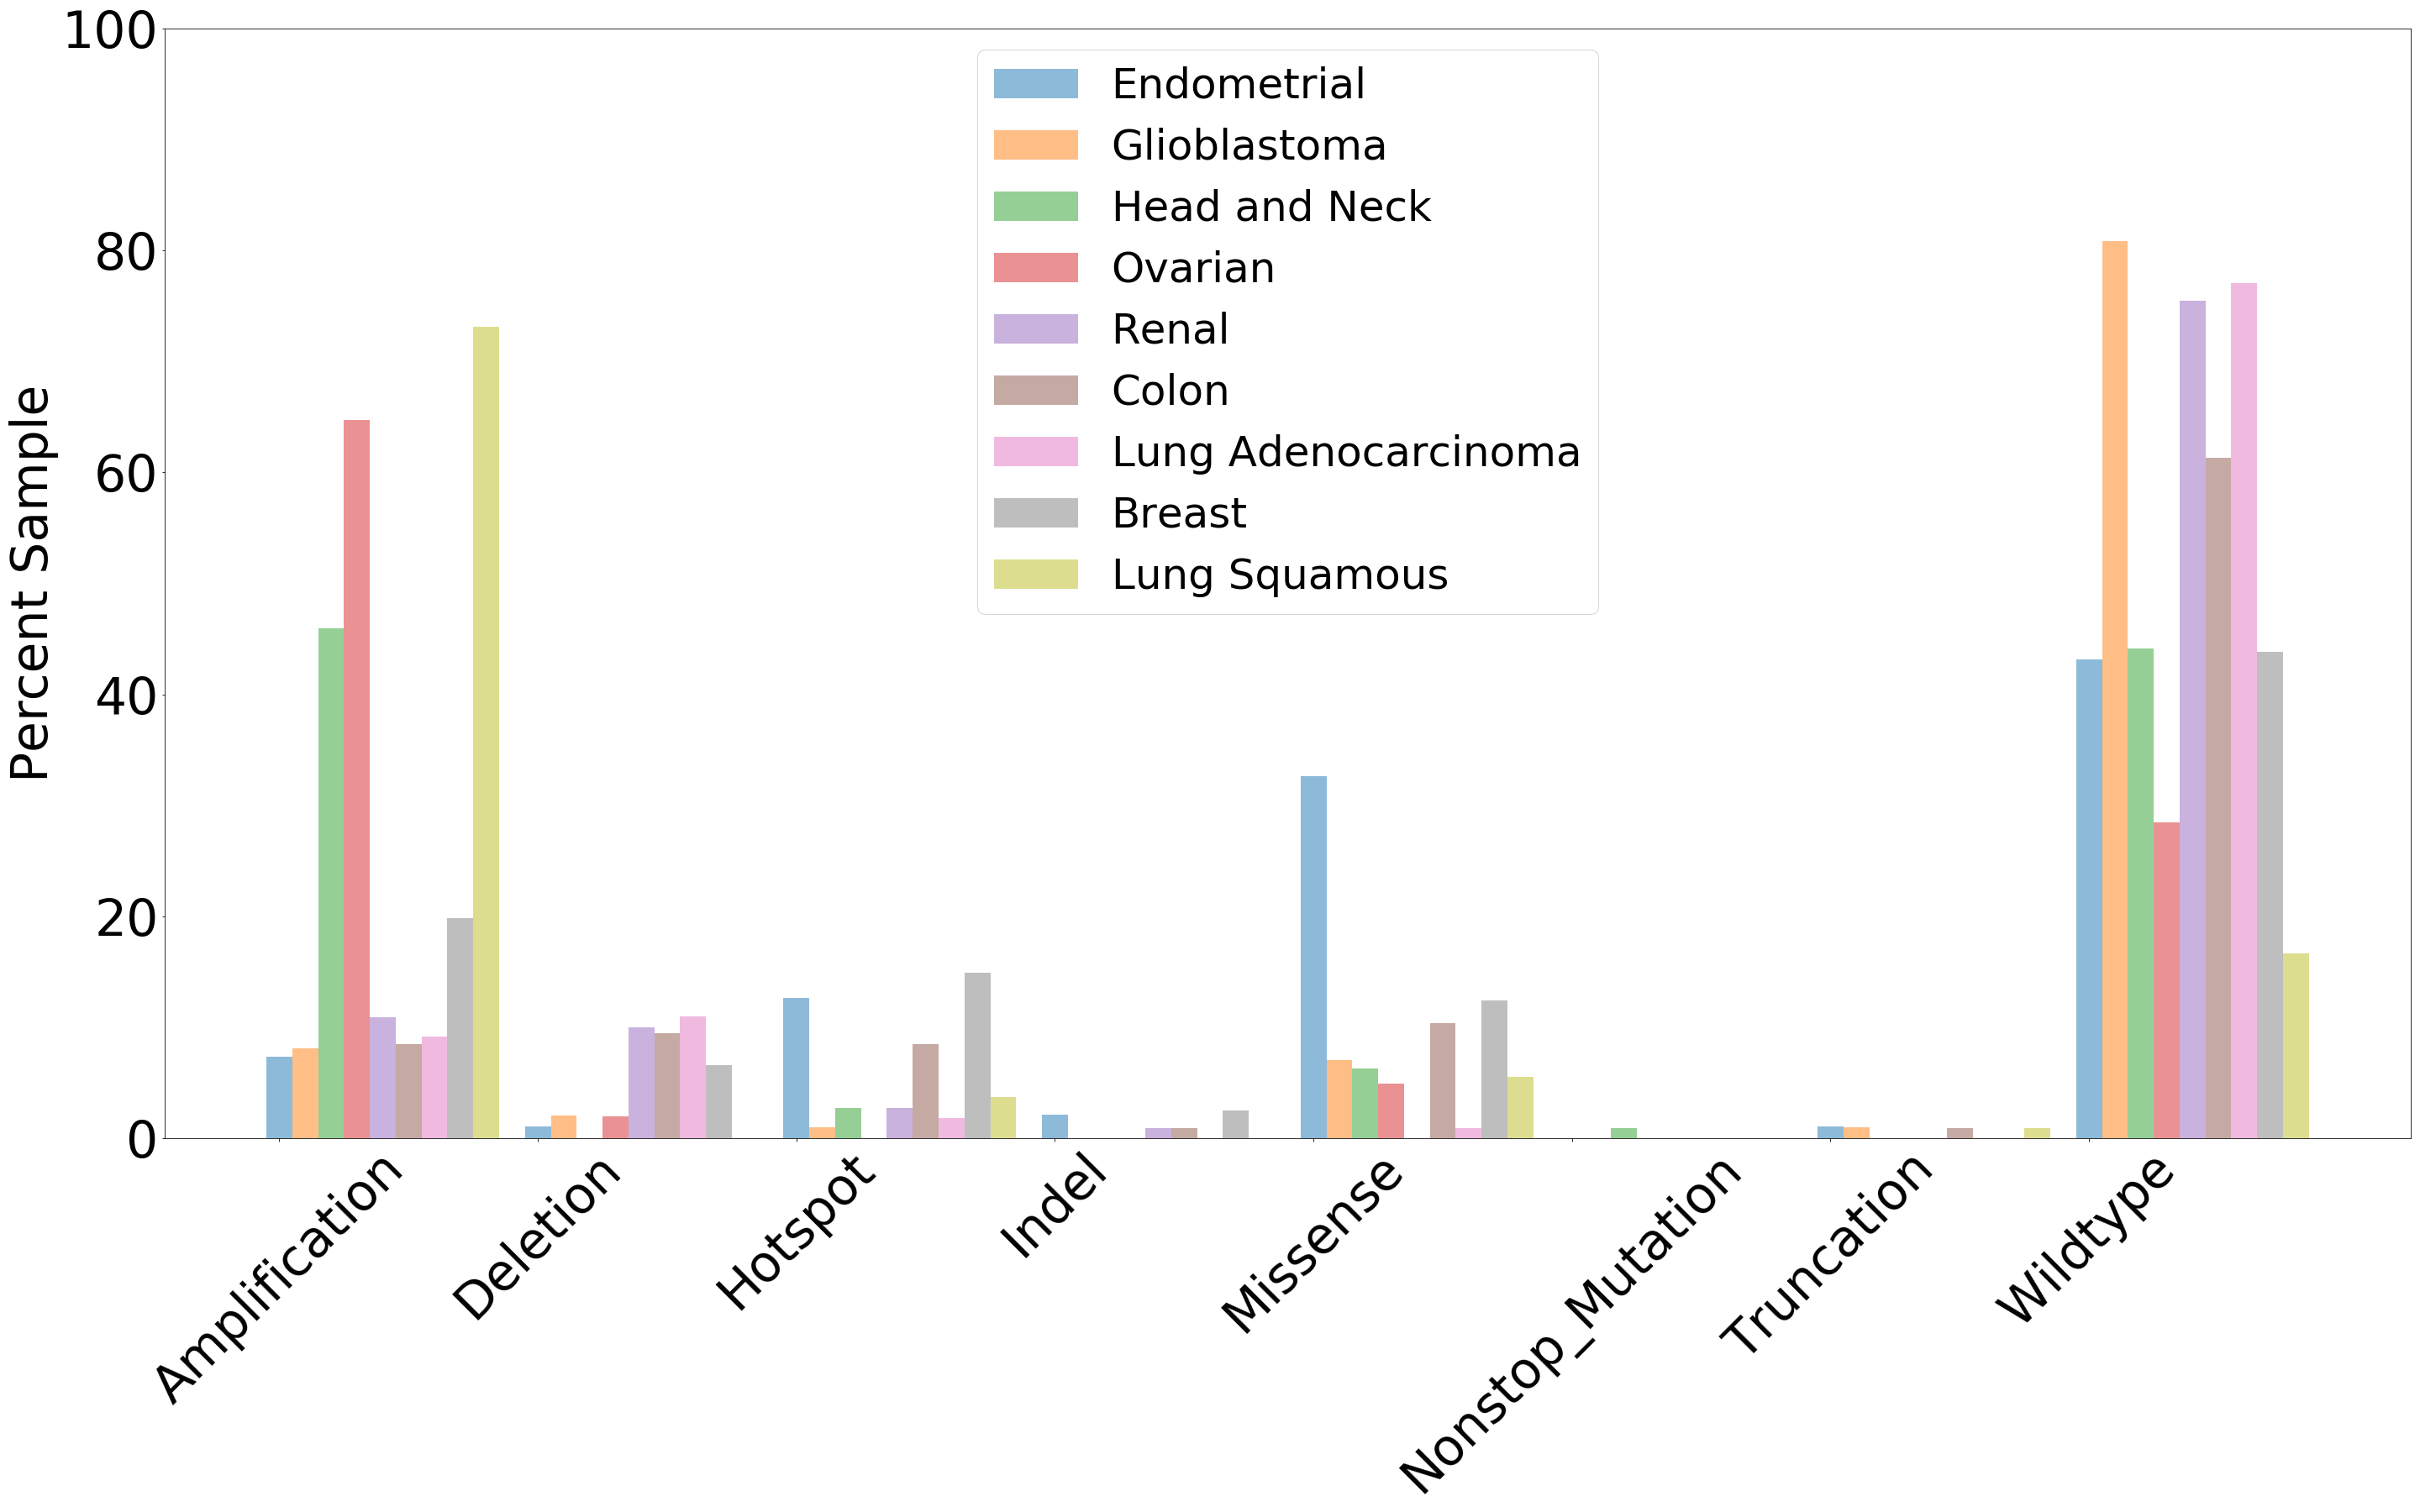 100
80
60
40
20
0
Percent Sample
Endometrial
Glioblastoma
Head and Neck
Ovarian
Renal
Colon
Lung Adenocarcinoma
Breast
Lung Squamous
Amplification
Deletion
Hotspot
Indel
Missense
Nonstop_Mutation
Truncation
Wildtype